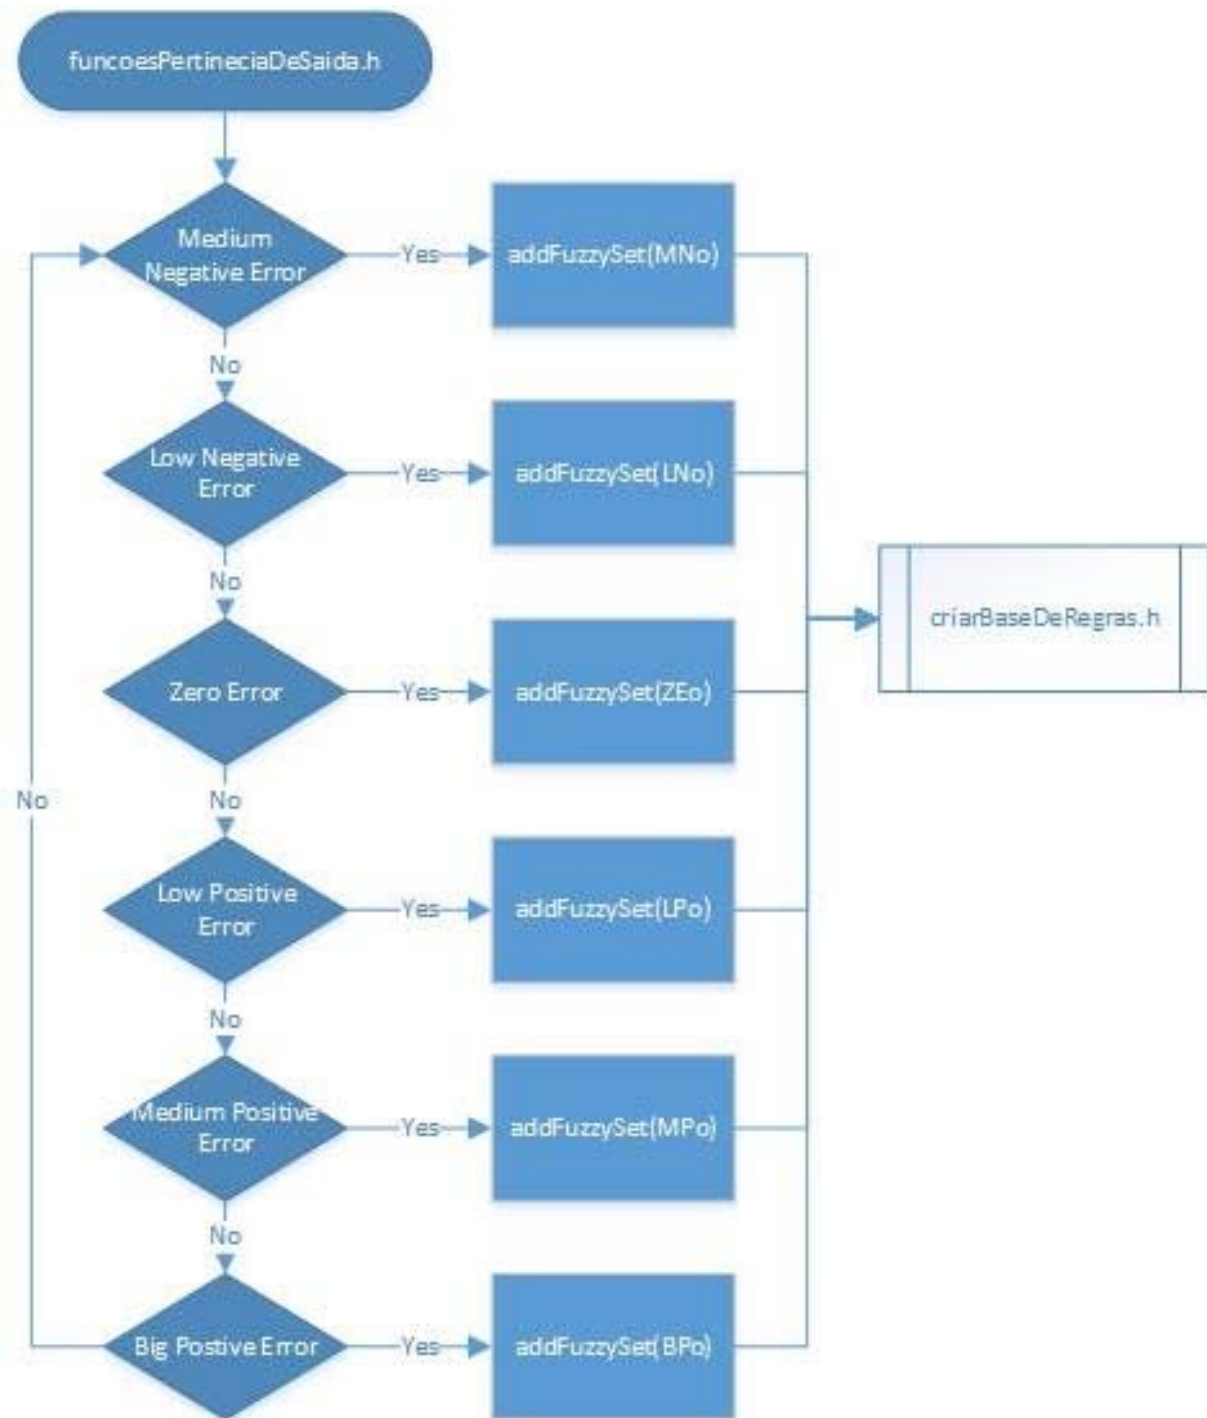 funcoesPertineciaDeSaida.h
Medium
Negative Error
Yes
addFuzzySet(MNo)
No
Low Negative
Error
Yes
addFuzzySet(LNo)
No
criarBaseDeRegras.h
Zero Error
Yes
addFuzzySet(ZEo)
No
No
Low Positive
Error
Yes
addFuzzySet(LPo)
No
Medium Positive
Error
Yes
addFuzzySet(MPo)
No
Big Postive Error
Yes
addFuzzySet(BPo)